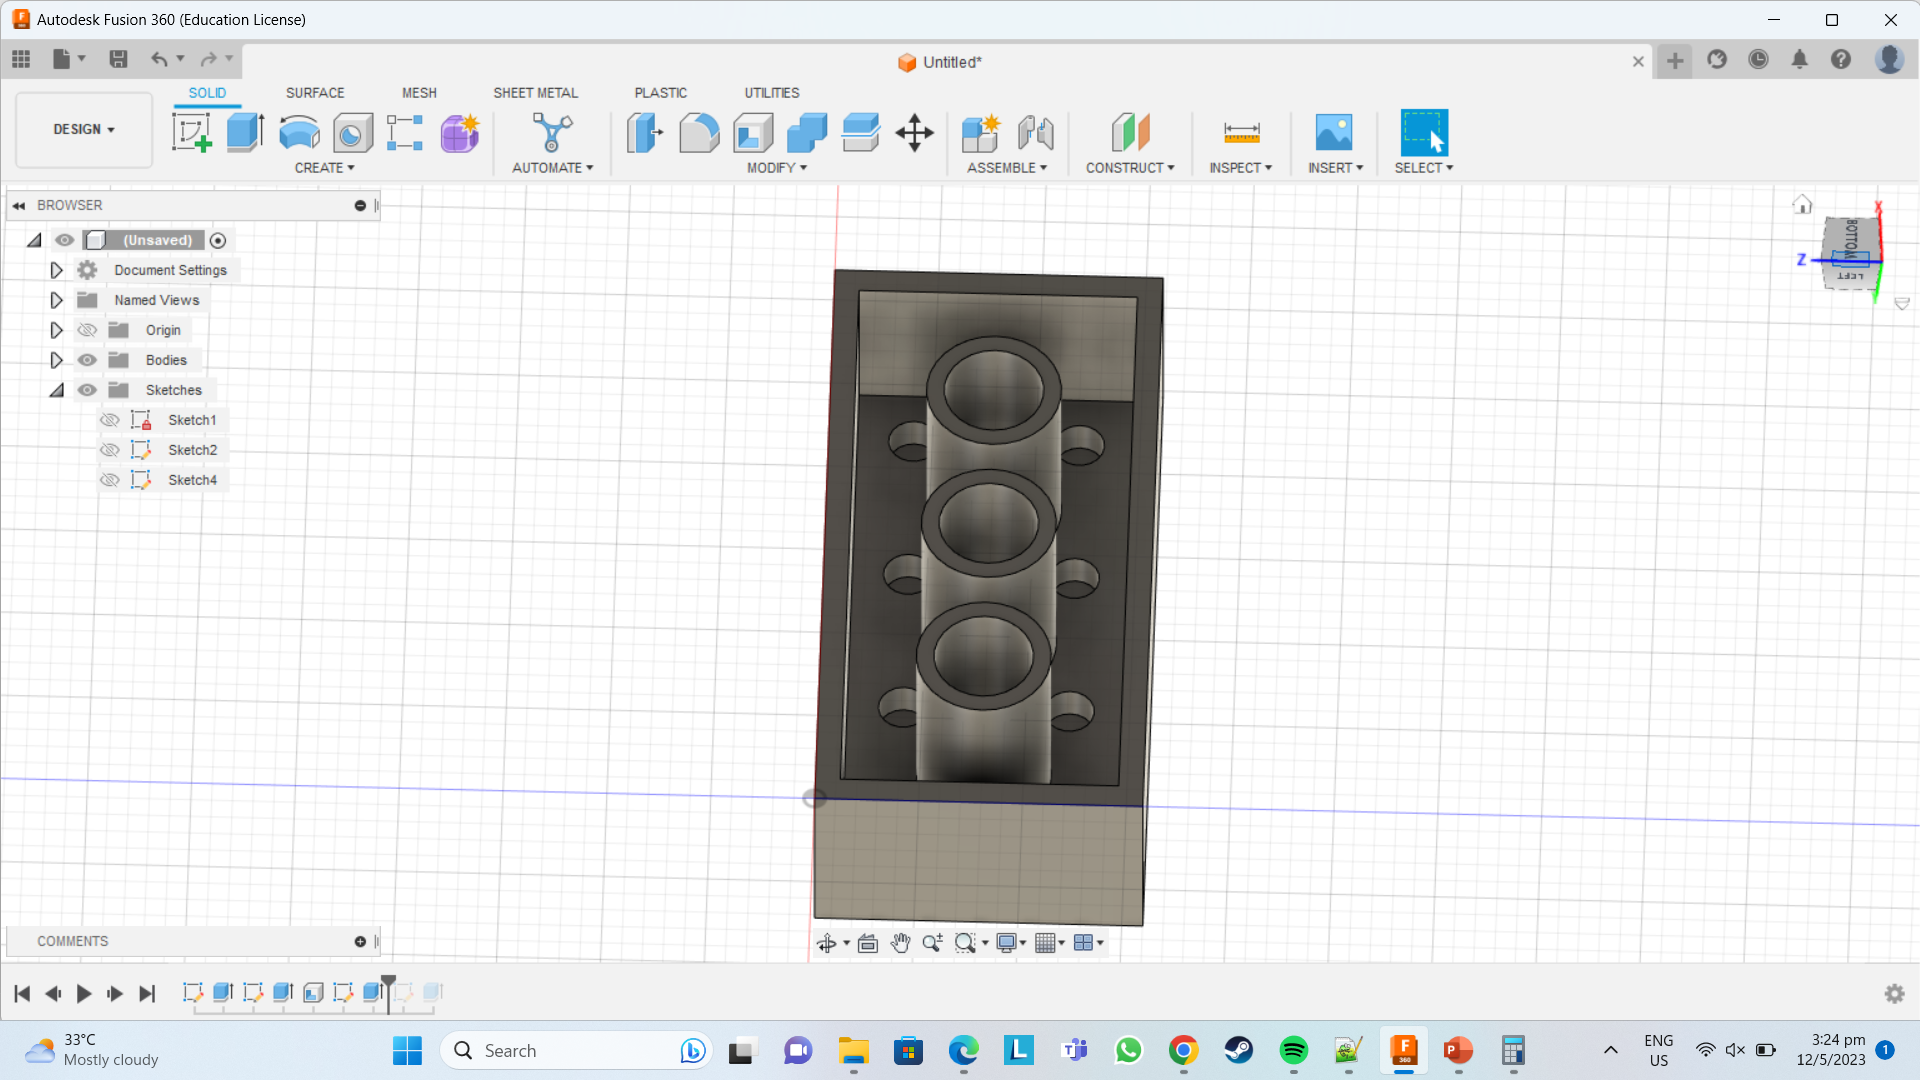 Autodesk Fusion 360 (Education License)
Untitled*
SOLID SURFACE MESH SHEET METAL PLASTIC UTILITIES
DESIGN
CREATE AUTOMATE MODIFY ASSEMBLE CONSTRUCT INSPECT INSERT SELECT
BROWSER
(Unsaved)
Document Settings
Named Views
Origin
Bodies
Sketches
Sketch1
Sketch2
Sketch4
X
BOTTOM
Z
LEFT
Y
COMMENTS
33°C
Mostly cloudy
Search
ENG
US
3:24 pm
12/5/2023
1